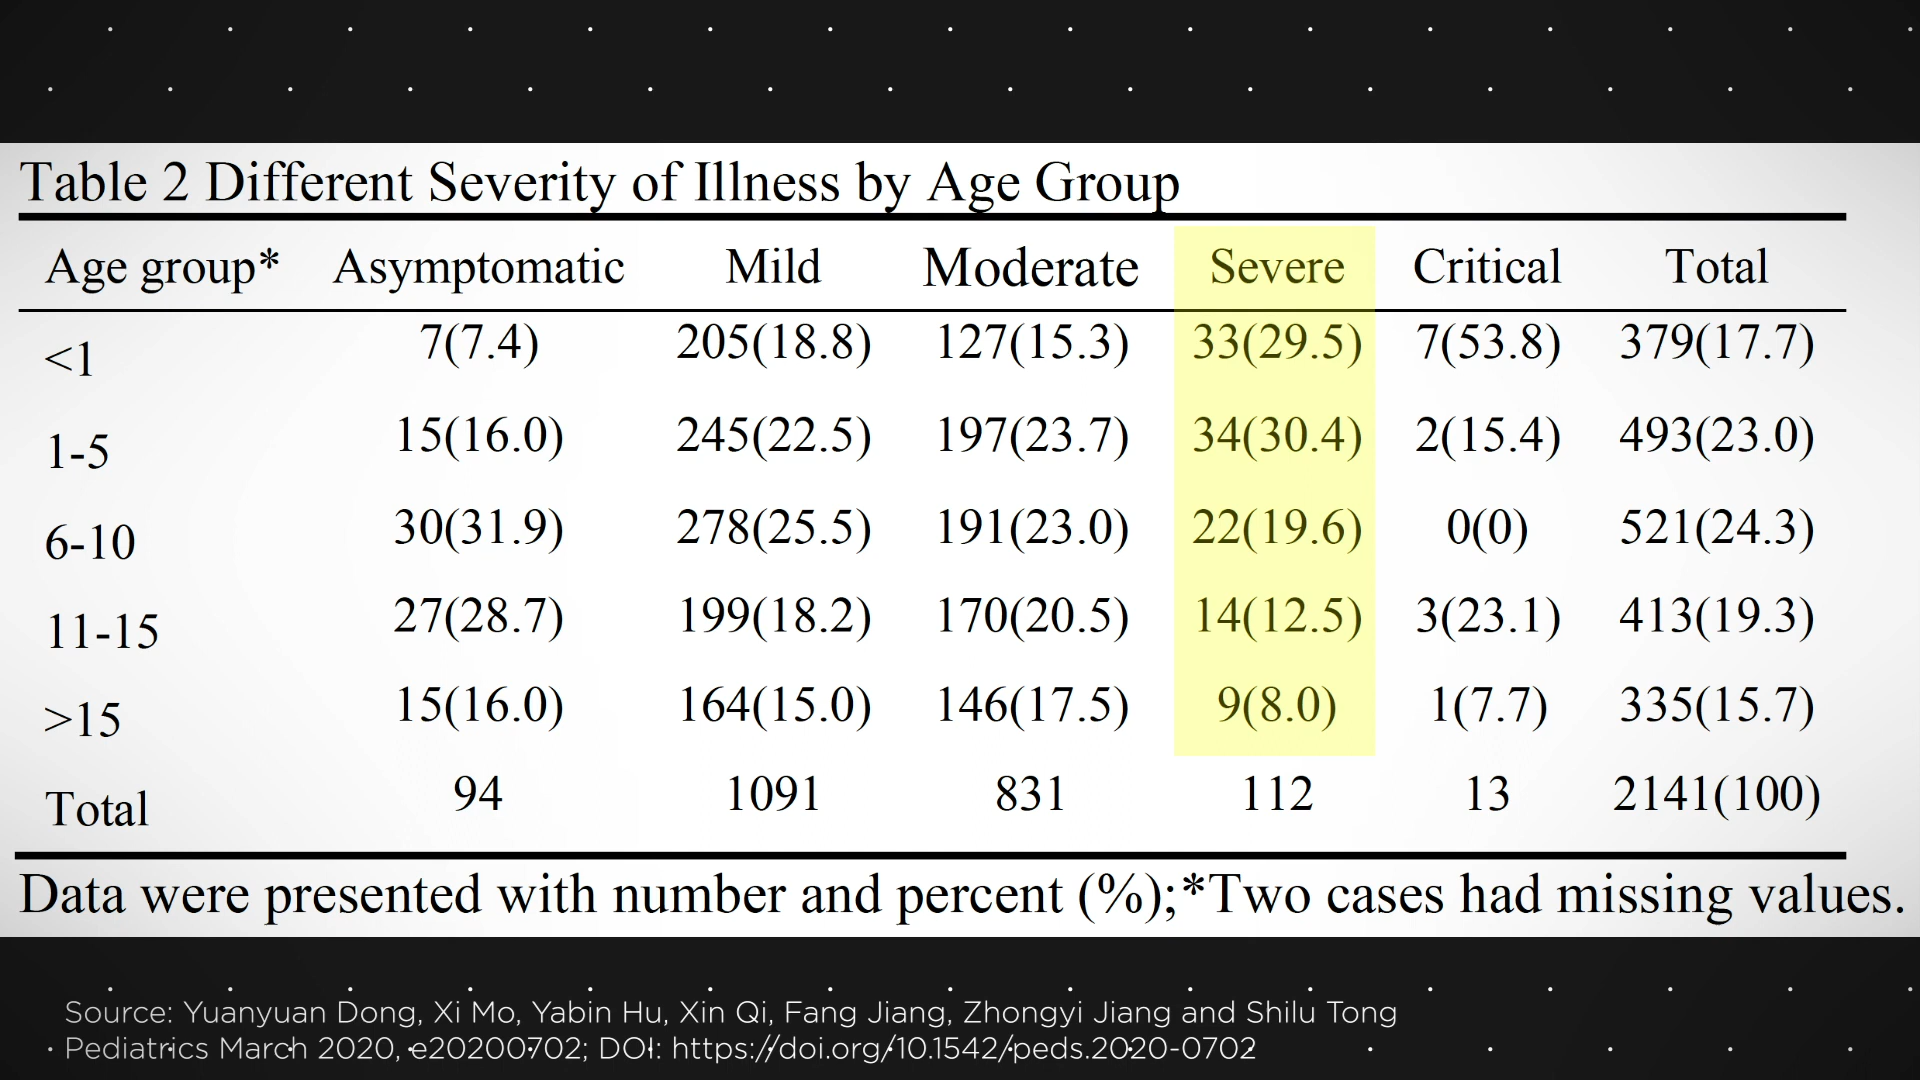 Table 2 Different Severity of Illness by Age Group
Age group* Asymptomatic Mild Moderate Severe Critical Total
<1 7(7.4) 205(18.8) 127(15.3) 33(29.5) 7(53.8) 379(17.7)
1-5 15(16.0) 245(22.5) 197(23.7) 34(30.4) 2(15.4) 493(23.0)
6-10 30(31.9) 278(25.5) 191(23.0) 22(19.6) 0(0) 521(24.3)
11-15 27(28.7) 199(18.2) 170(20.5) 14(12.5) 3(23.1) 413(19.3)
>15 15(16.0) 164(15.0) 146(17.5) 9(8.0) 1(7.7) 335(15.7)
Total 94 1091 831 112 13 2141(100)
Data were presented with number and percent (%);*Two cases had missing values.
Source: Yuanyuan Dong, Xi Mo, Yabin Hu, Xin Qi, Fang Jiang, Zhongyi Jiang and Shilu Tong
Pediatrics March 2020, e20200702; DOI: https://doi.org/10.1542/peds.2020-0702